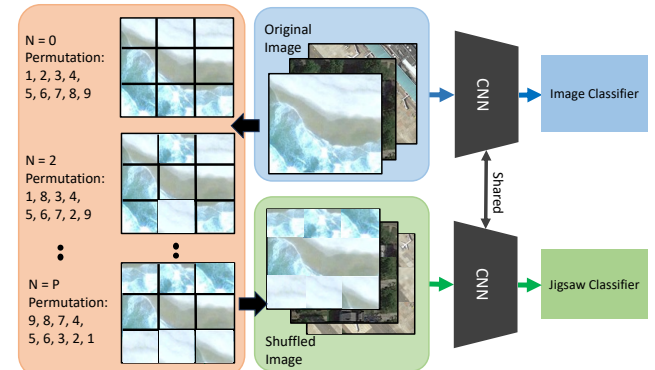 N = 0
Permutation:
1, 2, 3, 4,
5, 6, 7, 8, 9
N = 2
Permutation:
1, 8, 3, 4,
5, 6, 7, 2, 9
N = P
Permutation:
9, 8, 7, 4,
5, 6, 3, 2, 1
Original
Image
Shuffled
Image
CNN
Image Classifier
Shared
CNN
Jigsaw Classifier